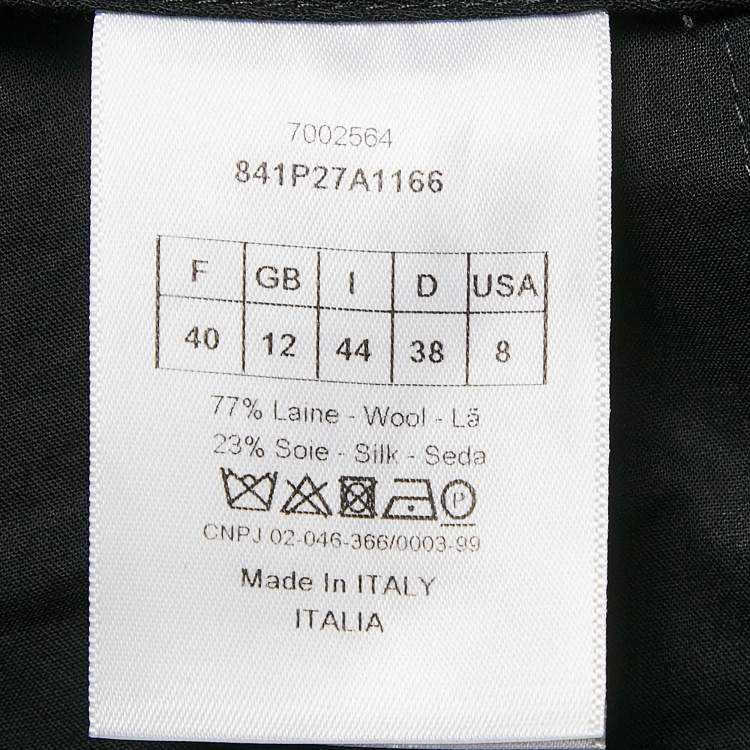 7002564
841P27A1166
F GB I D USA
40 12 44 38 8
77% Laine - Wool - Lã
23% Soie - Silk - Seda
P
CNPJ 02-046-366/0003-99
Made In ITALY
ITALIA